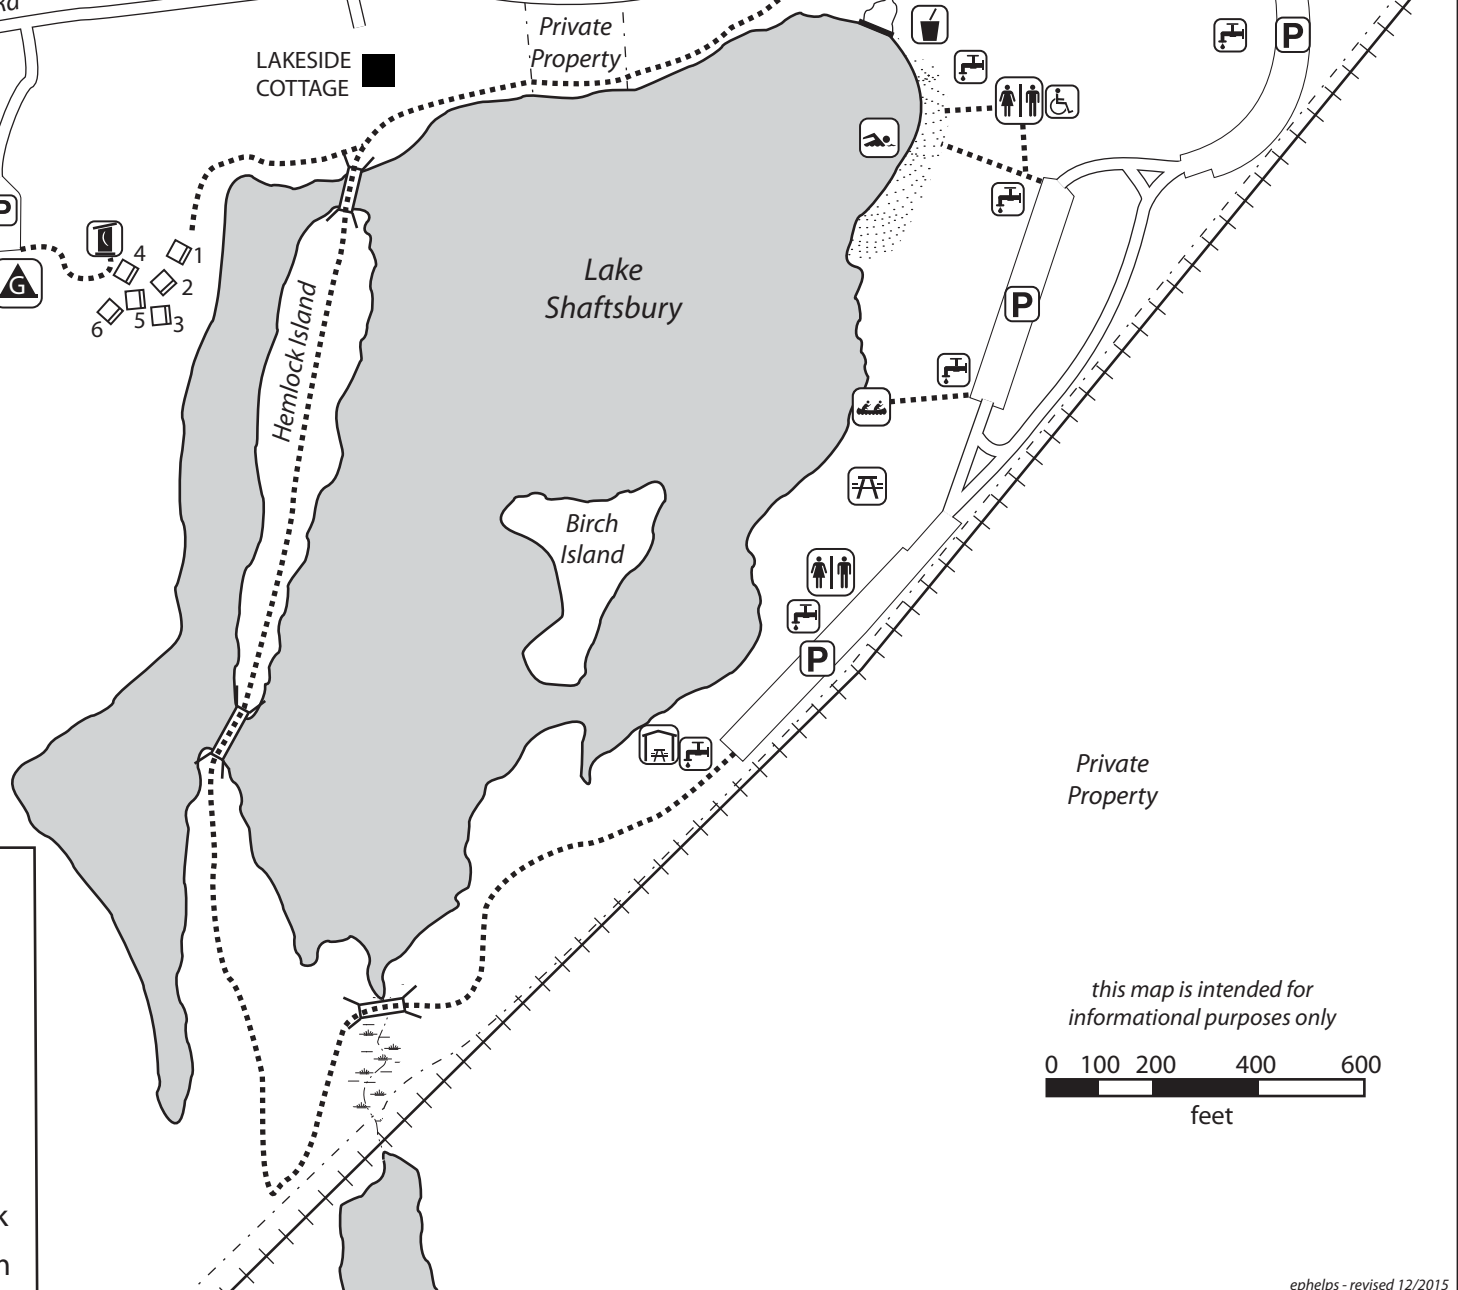 Rd
Private
Property
LAKESIDE
COTTAGE
P
P
G
4
1
2
5
3
6
Hemlock Island
Lake
Shaftsbury
P
Birch
Island
P
Private
Property
this map is intended for
informational purposes only
0 100 200 400 600
feet
k
n
ephelps - revised 12/2015